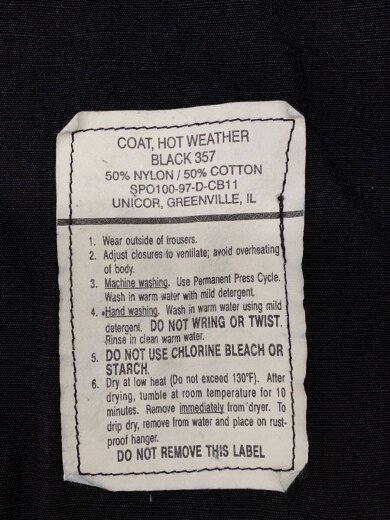 COAT, HOT WEATHER
BLACK 357
50% NYLON / 50% COTTON
SPO100-97-D-CB11
UNICOR, GREENVILLE, IL
1. Wear outside of trousers.
2. Adjust closures to ventilate; avoid overheating
of body.
3. Machine washing. Use Permanent Press Cycle.
Wash in warm water with mild detergent.
4. Hand washing. Wash in warm water using mild
detergent. DO NOT WRING OR TWIST.
Rinse in clean warm water.
5. DO NOT USE CHLORINE BLEACH OR
STARCH.
6. Dry at low heat (Do not exceed 130°F). After
drying, tumble at room temperature for 10
minutes. Remove immediately from dryer. To
drip dry, remove from water and place on rust-
proof hanger.
DO NOT REMOVE THIS LABEL